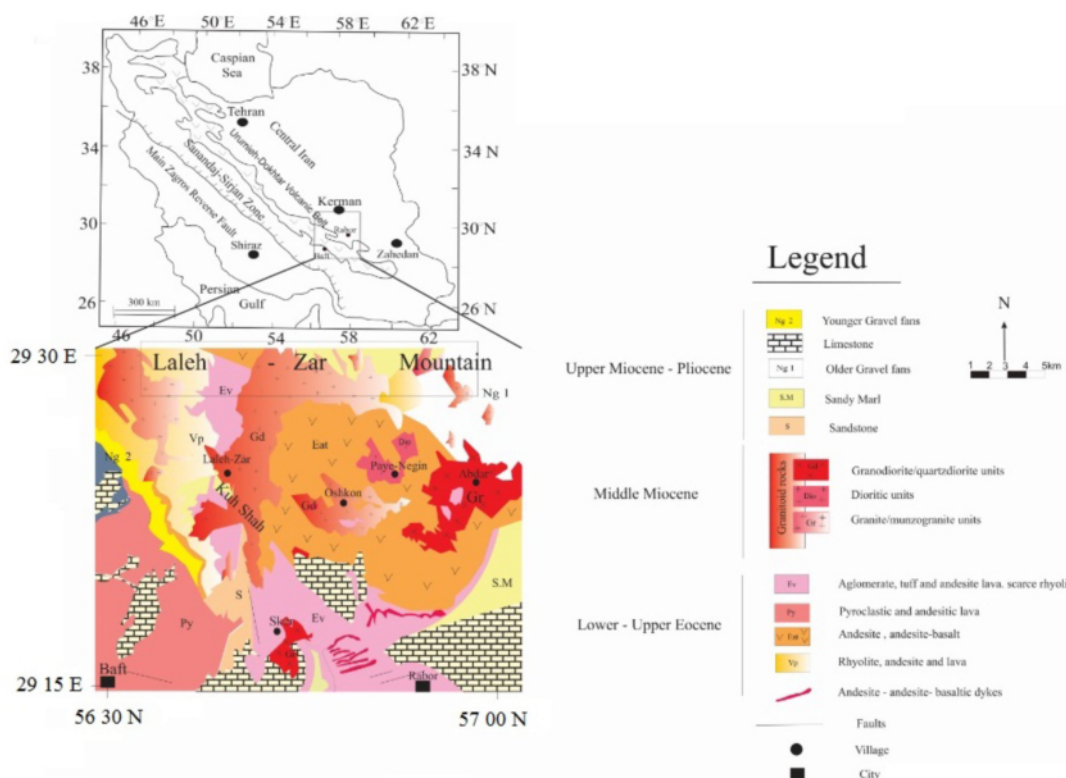 46 E 50 E 54 E 58 E 62 E
38
34
30
26
38 N
34 N
30 N
26 N
Caspian
Sea
Tehran
Central Iran
Urumieh-Dokhtar Volcanic Belt
Sanandaj-Sirjan Zone
Main Zagros Reverse Fault
Kerman
Rabor
Baft
Shiraz
Zahedan
Persian
Gulf
300 km
46 50 54 58 62
29 30 E
29 15 E
56 30 N
57 00 N
Laleh - Zar Mountain
Ng 1
Ev
Vp
Gd
Eat
Dio
Ng 2
Laleh-Zar
Paye-Negin
Abdar
Gr
Oshkon
Gd
Kuh Shah
S.M
S
Py
Ev
Baft
Rabor
Legend
N
1 2 3 4 5km
Upper Miocene - Pliocene
Ng 2 Younger Gravel fans
Limestone
Ng 1 Older Gravel fans
S.M Sandy Marl
S Sandstone
Middle Miocene
Granitoid rocks
Gd Granodiorite/quartzdiorite units
Dio Dioritic units
Gr Granite/munzogranite units
Lower - Upper Eocene
Ev Aglomerate, tuff and andesite lava. scarce rhyoli
Py Pyroclastic and andesitic lava
Eat Andesite , andesite-basalt
Vp Rhyolite, andesite and lava
Andesite - andesite- basaltic dykes
Faults
Village
City